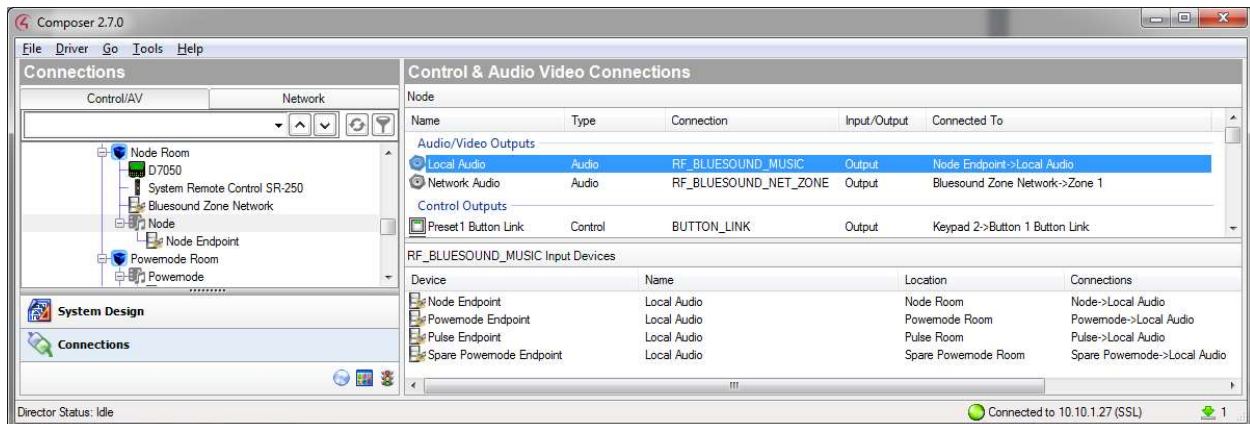 Composer 2.7.0
File Driver Go Tools Help
Connections
Control/AV Network
Node Room
D7050
System Remote Control SR-250
Bluesound Zone Network
Node
Node Endpoint
Powernode Room
Powernode
System Design
Connections
Control & Audio Video Connections
Node
Name Type Connection Input/Output Connected To
Audio/Video Outputs
Local Audio Audio RF_BLUESOUND_MUSIC Output Node Endpoint->Local Audio
Network Audio Audio RF_BLUESOUND_NET_ZONE Output Bluesound Zone Network->Zone 1
Control Outputs
Preset1 Button Link Control BUTTON_LINK Output Keypad 2->Button 1 Button Link
RF_BLUESOUND_MUSIC Input Devices
Device Name Location Connections
Node Endpoint Local Audio Node Room Node->Local Audio
Powernode Endpoint Local Audio Powernode Room Powernode->Local Audio
Pulse Endpoint Local Audio Pulse Room Pulse->Local Audio
Spare Powernode Endpoint Local Audio Spare Powernode Room Spare Powernode->Local Audio
Director Status: Idle
Connected to 10.10.1.27 (SSL) 1